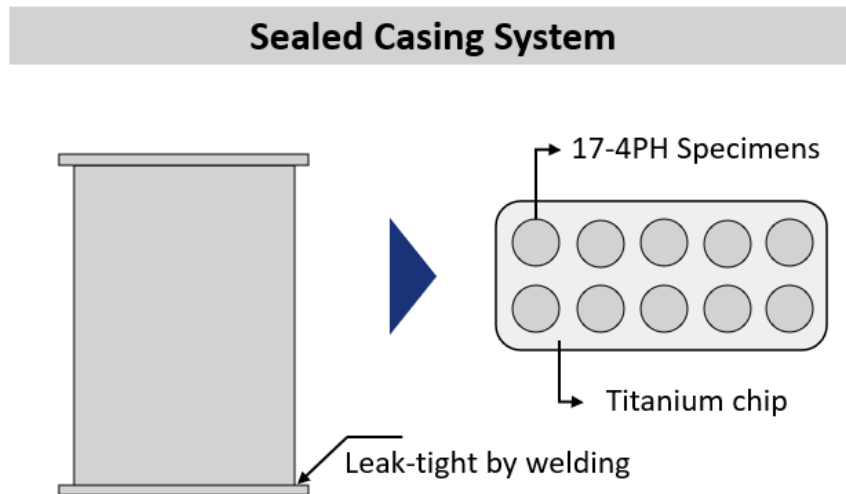 Sealed Casing System
17-4PH Specimens
Titanium chip
Leak-tight by welding